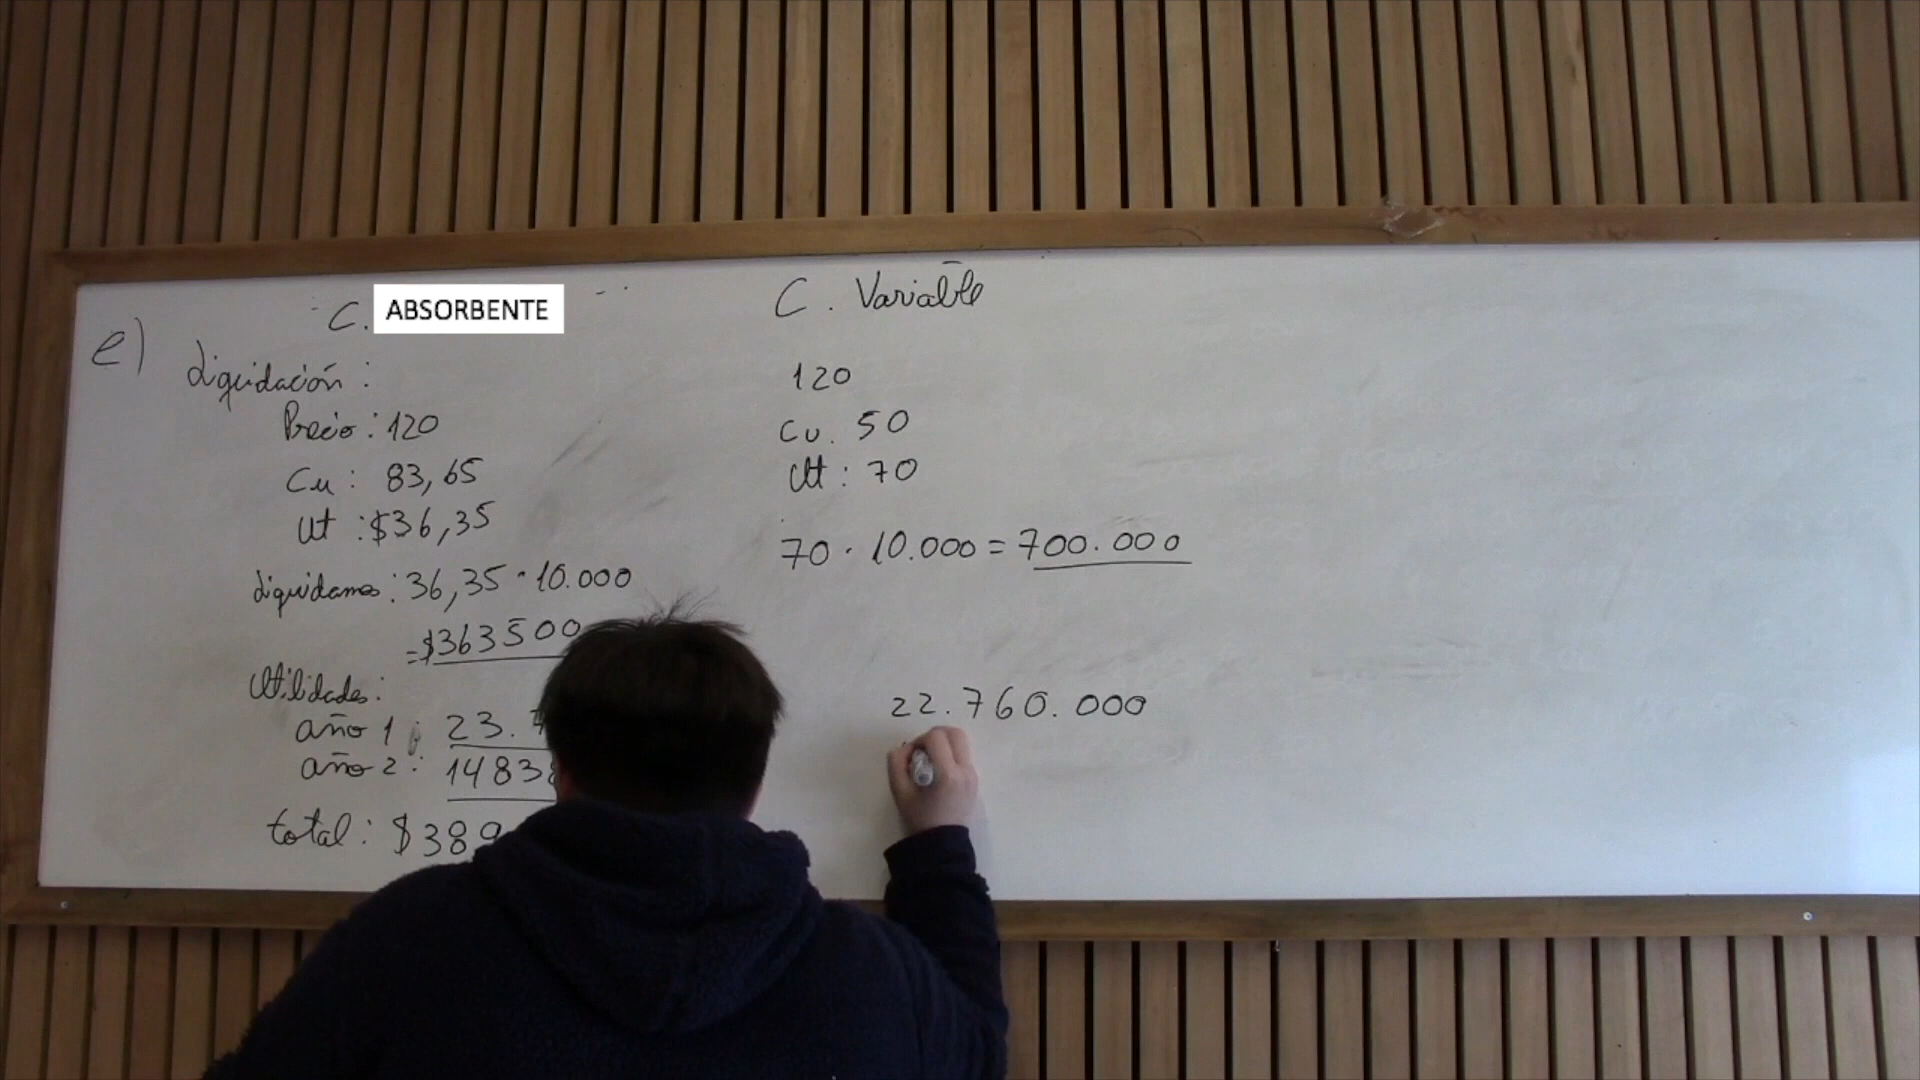 e)
C. ABSORBENTE
Liquidación:
Precio: 120
Cu: 83,65
Ut: $36,35
Liquidamos: 36,35 · 10.000
= $363500
Utilidades:
año 1: 23.
año 2: 1483
total: $38
C. Variable
120
Cu. 50
Ut: 70
70 · 10.000 = 700.000
22.760.000